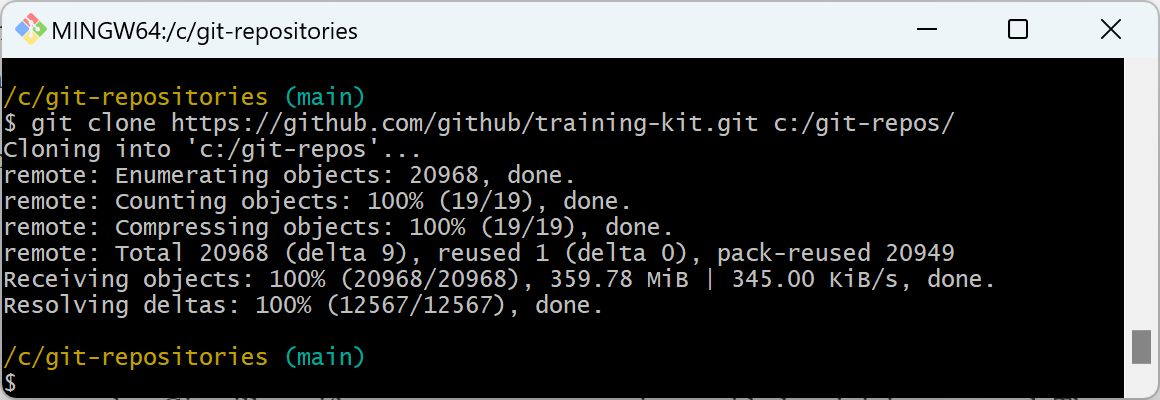 MINGW64:/c/git-repositories
/c/git-repositories (main)
$ git clone https://github.com/github/training-kit.git c:/git-repos/
Cloning into 'c:/git-repos'...
remote: Enumerating objects: 20968, done.
remote: Counting objects: 100% (19/19), done.
remote: Compressing objects: 100% (19/19), done.
remote: Total 20968 (delta 9), reused 1 (delta 0), pack-reused 20949
Receiving objects: 100% (20968/20968), 359.78 MiB | 345.00 KiB/s, done.
Resolving deltas: 100% (12567/12567), done.
/c/git-repositories (main)
$